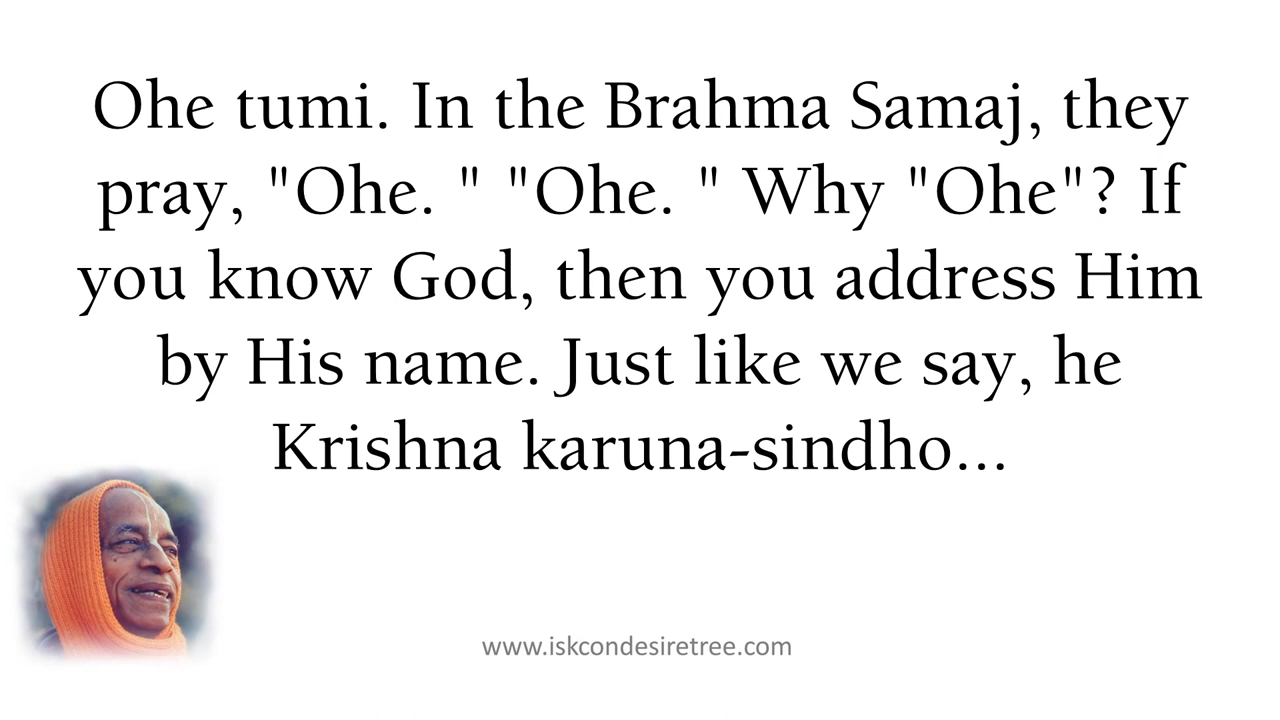 Ohe tumi. In the Brahma Samaj, they
pray, "Ohe. " "Ohe. " Why "Ohe"? If
you know God, then you address Him
by His name. Just like we say, he
Krishna karuna-sindho...
www.iskcondesiretree.com